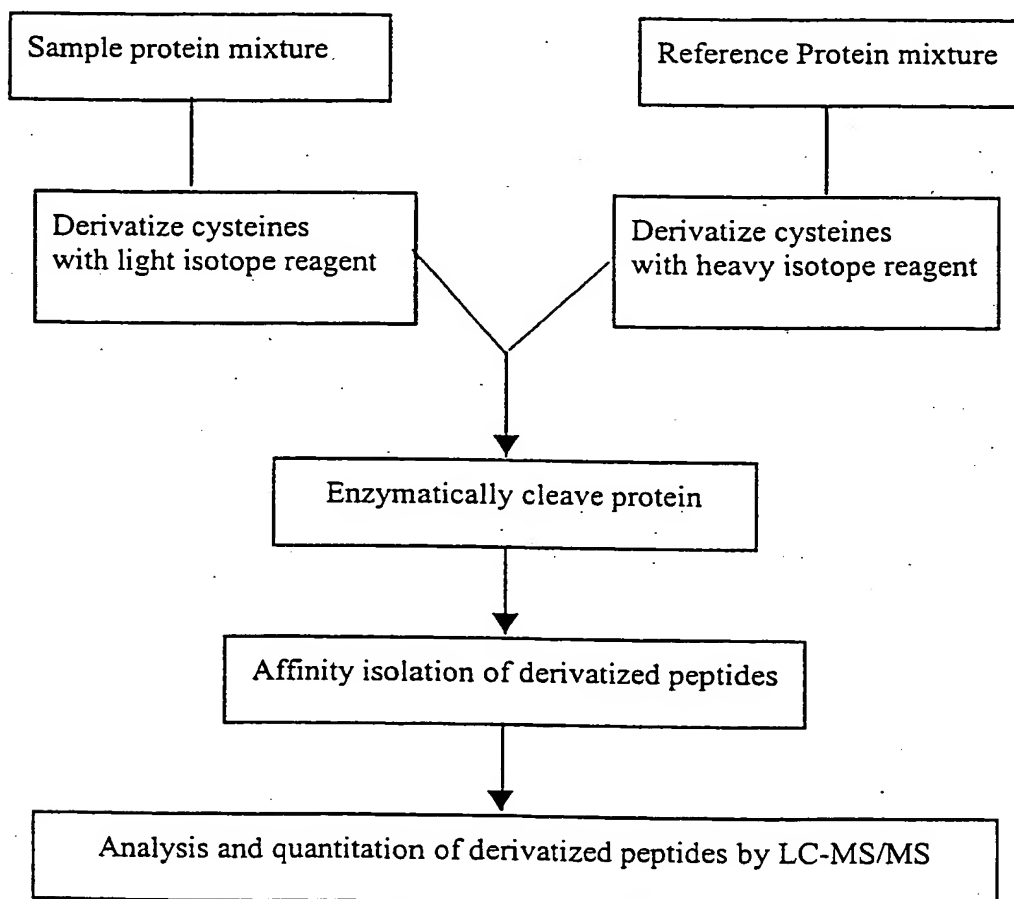 Sample protein mixture
Reference Protein mixture
Derivatize cysteines
with light isotope reagent
Derivatize cysteines
with heavy isotope reagent
Enzymatically cleave protein
Affinity isolation of derivatized peptides
Analysis and quantitation of derivatized peptides by LC-MS/MS